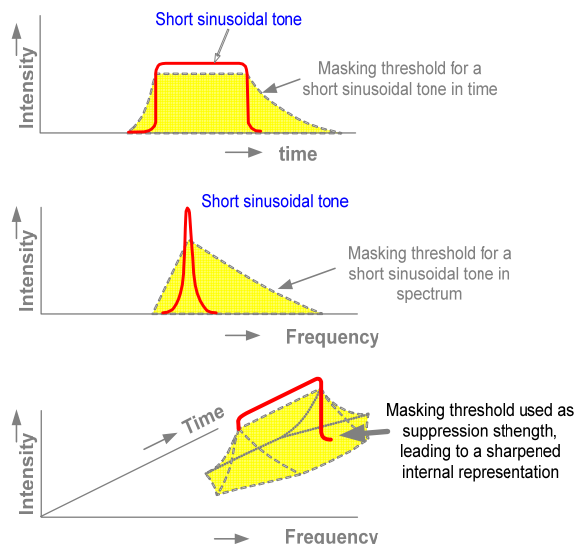 Short sinusoidal tone
Intensity
Masking threshold for a
short sinusoidal tone in time
time
Short sinusoidal tone
Intensity
Masking threshold for a
short sinusoidal tone in
spectrum
Frequency
Time
Intensity
Masking threshold used as
suppression sthength,
leading to a sharpened
internal representation
Frequency